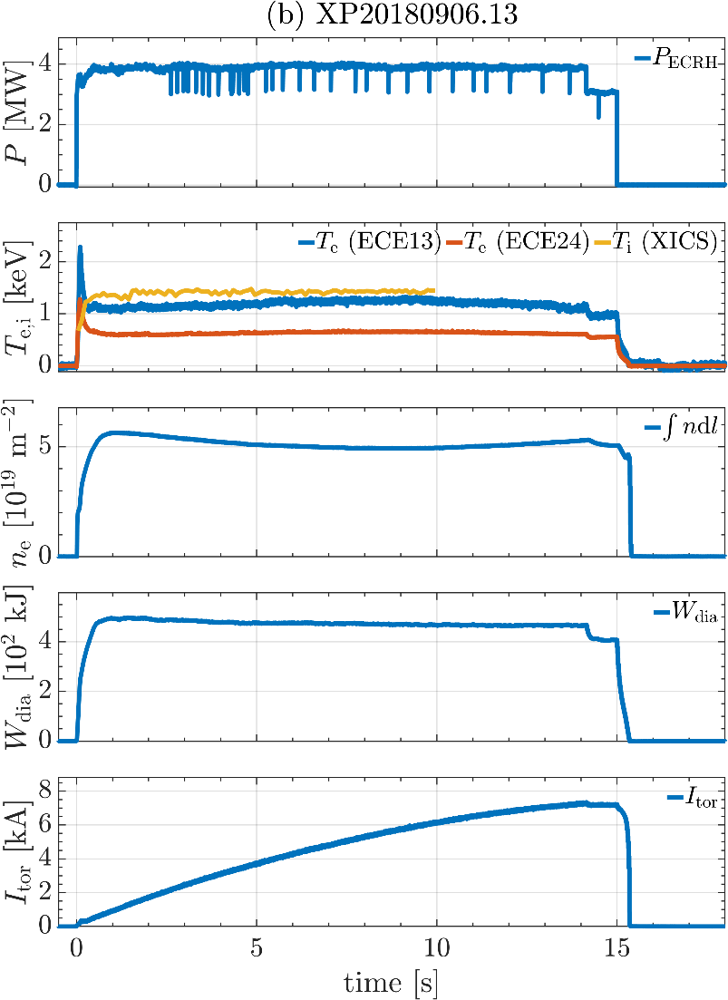 (b) XP20180906.13
P_ECRH
P [MW]
4
2
0
T_e (ECE13) T_e (ECE24) T_i (XICS)
T_e,i [keV]
2
1
0
∫ndl
n_e [10^19 m^−2]
5
0
W_dia
W_dia [10^2 kJ]
4
2
0
I_tor
I_tor [kA]
8
6
4
2
0
0 5 10 15
time [s]